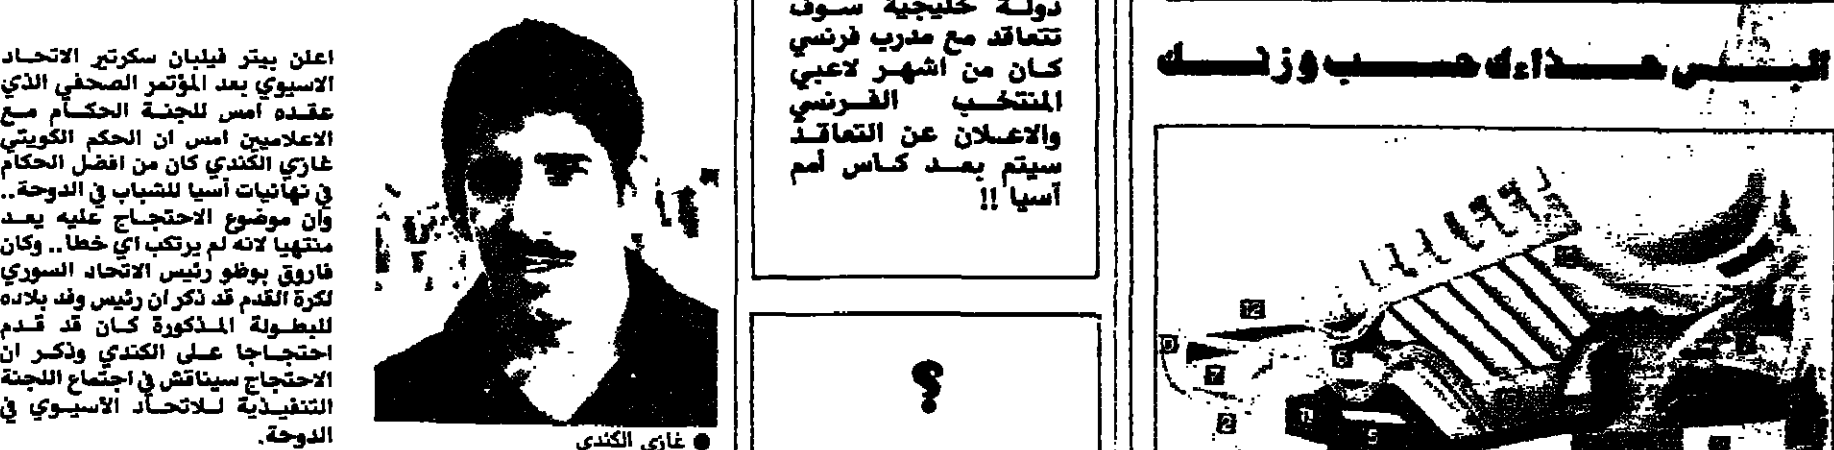 البس حذاءك حسب وزنك
دولة خليجية سوف
تتعاقد مع مدرب فرنسي
كان من اشهر لاعبي
المنتخب الفرنسي
والاعلان عن التعاقد
سيتم بعد كاس أمم
آسيا !!
؟
● غازي الكندي
اعلن بيتر فيلبان سكرتير الاتحاد
الاسيوي بعد المؤتمر الصحفي الذي
عقده امس للجنة الحكام مع
الاعلاميين امس ان الحكم الكويتي
غازي الكندي كان من افضل الحكام
في نهائيات آسيا للشباب في الدوحة..
وان موضوع الاحتجاج عليه يعد
منتهيا لانه لم يرتكب اي خطا.. وكان
فاروق بوظو رئيس الاتحاد السوري
لكرة القدم قد ذكر ان رئيس وفد بلاده
للبطولة المذكورة كان قد قدم
احتجاجا على الكندي وذكر ان
الاحتجاج سيناقش في اجتماع اللجنة
التنفيذية للاتحاد الآسيوي في
الدوحة.